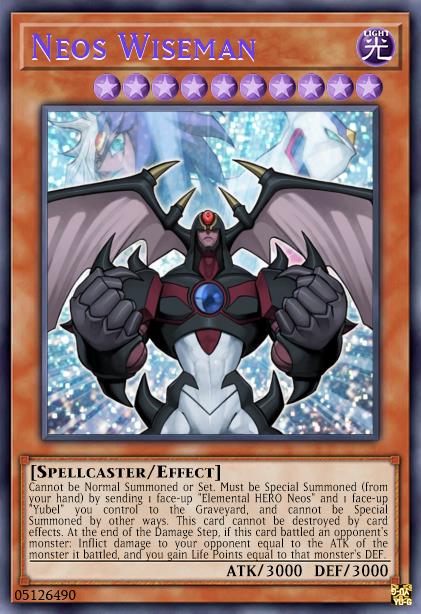 NEOS WISEMAN
LIGHT
光
[SPELLCASTER/EFFECT]
Cannot be Normal Summoned or Set. Must be Special Summoned (from
your hand) by sending 1 face-up "Elemental HERO Neos" and 1 face-up
"Yubel" you control to the Graveyard, and cannot be Special
Summoned by other ways. This card cannot be destroyed by card
effects. At the end of the Damage Step, if this card battled an opponent's
monster: Inflict damage to your opponent equal to the ATK of the
monster it battled, and you gain Life Points equal to that monster's DEF.
ATK/3000 DEF/3000
05126490